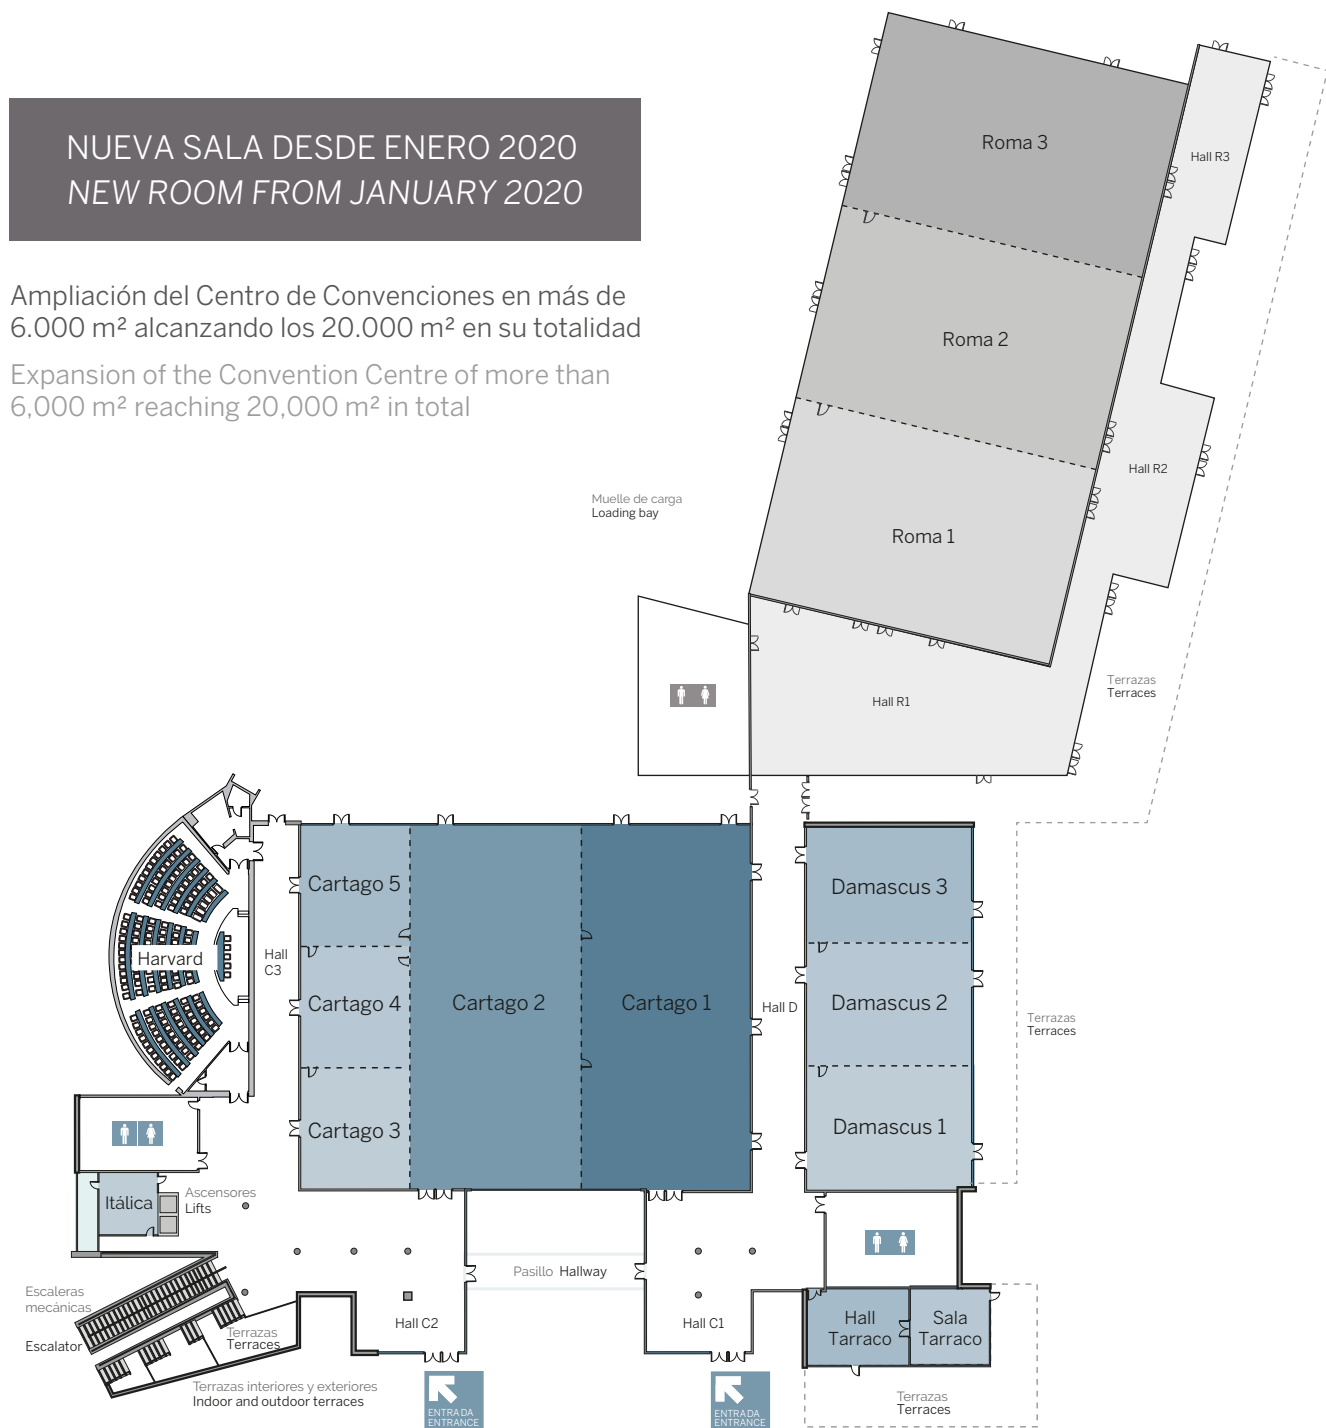 NUEVA SALA DESDE ENERO 2020
NEW ROOM FROM JANUARY 2020
Ampliación del Centro de Convenciones en más de
6.000 m² alcanzando los 20.000 m² en su totalidad
Expansion of the Convention Centre of more than
6,000 m² reaching 20,000 m² in total
Roma 3
Hall R3
Roma 2
Hall R2
Muelle de carga
Loading bay
Roma 1
Terrazas
Terraces
Hall R1
Cartago 5
Damascus 3
Harvard
Hall
C3
Cartago 4
Cartago 2
Cartago 1
Hall D
Damascus 2
Terrazas
Terraces
Cartago 3
Damascus 1
Itálica
Ascensores
Lifts
Pasillo Hallway
Escaleras
mecánicas
Escalator
Terrazas
Terraces
Hall C2
Hall C1
Hall
Tarraco
Sala
Tarraco
Terrazas interiores y exteriores
Indoor and outdoor terraces
ENTRADA
ENTRANCE
ENTRADA
ENTRANCE
Terrazas
Terraces